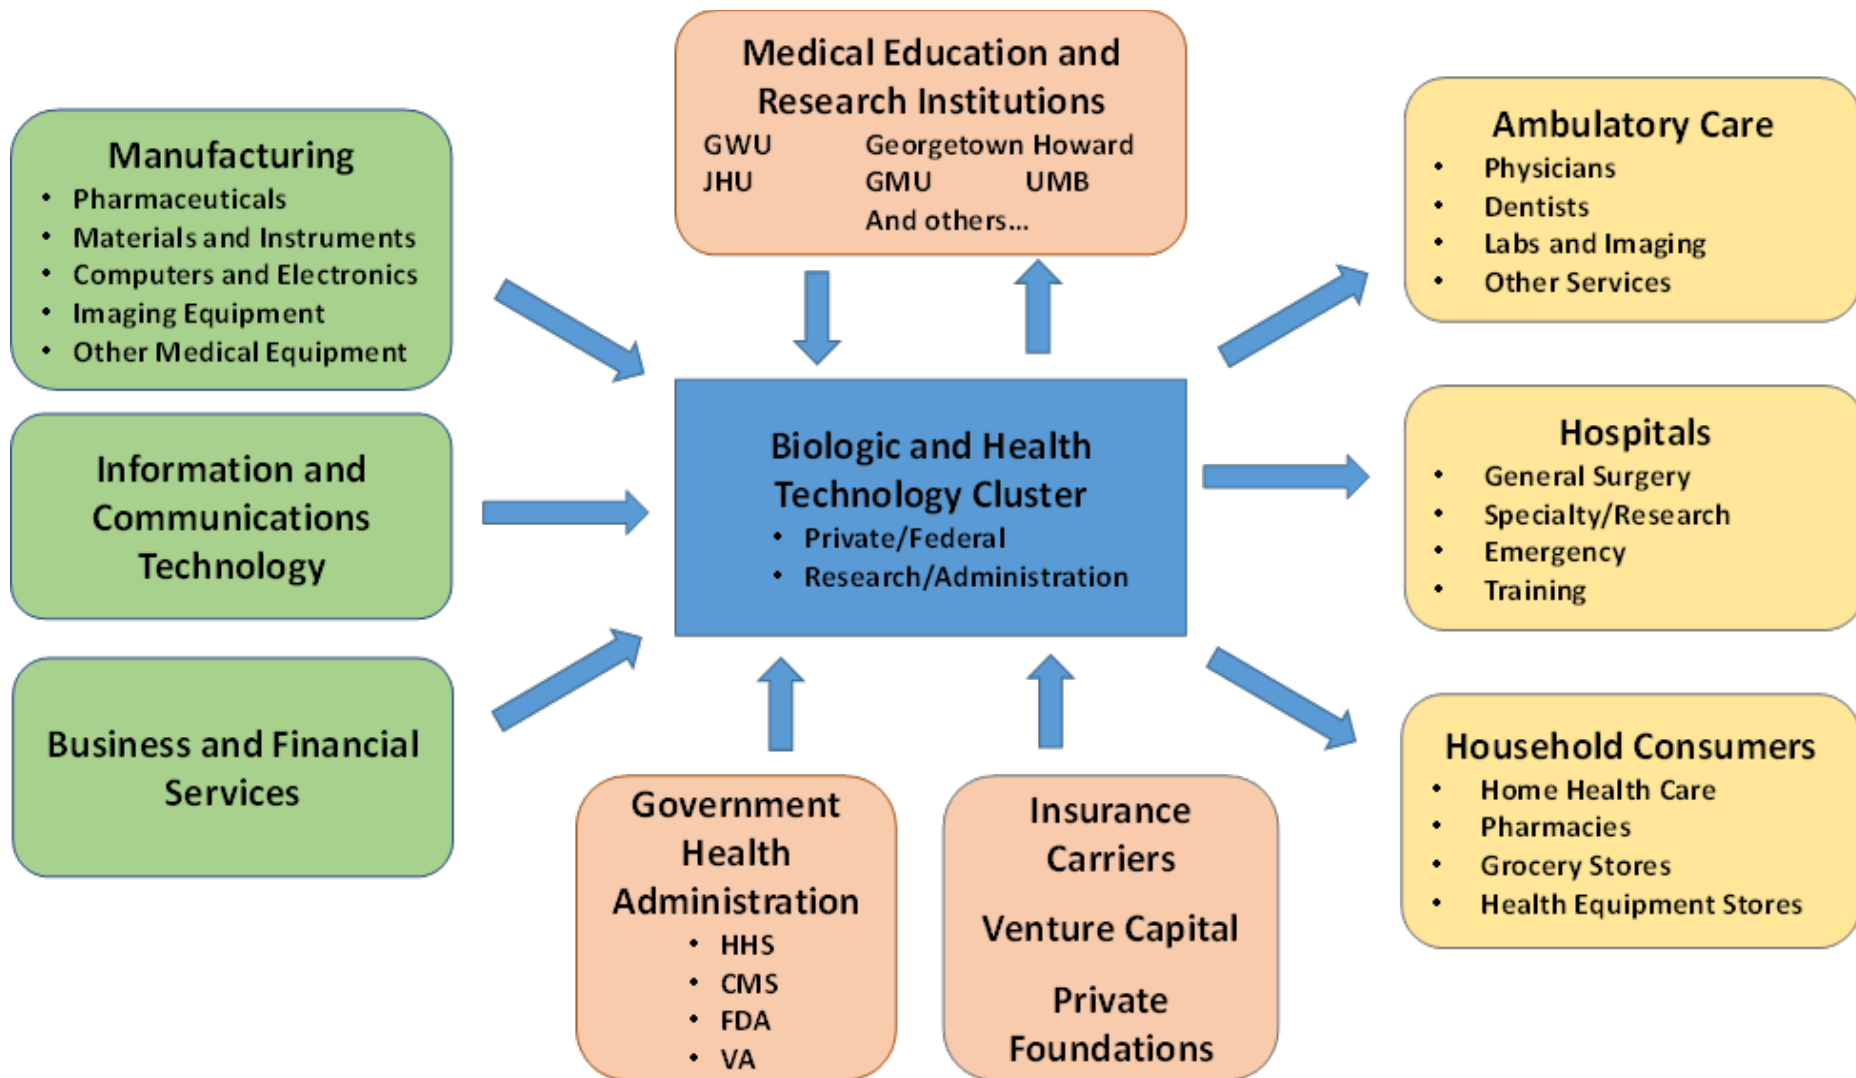 Medical Education and
Research Institutions
GWU Georgetown Howard
JHU GMU UMB
And others...
Manufacturing
• Pharmaceuticals
• Materials and Instruments
• Computers and Electronics
• Imaging Equipment
• Other Medical Equipment
Information and
Communications
Technology
Business and Financial
Services
Biologic and Health
Technology Cluster
• Private/Federal
• Research/Administration
Government
Health
Administration
• HHS
• CMS
• FDA
• VA
Insurance
Carriers
Venture Capital
Private
Foundations
Ambulatory Care
• Physicians
• Dentists
• Labs and Imaging
• Other Services
Hospitals
• General Surgery
• Specialty/Research
• Emergency
• Training
Household Consumers
• Home Health Care
• Pharmacies
• Grocery Stores
• Health Equipment Stores